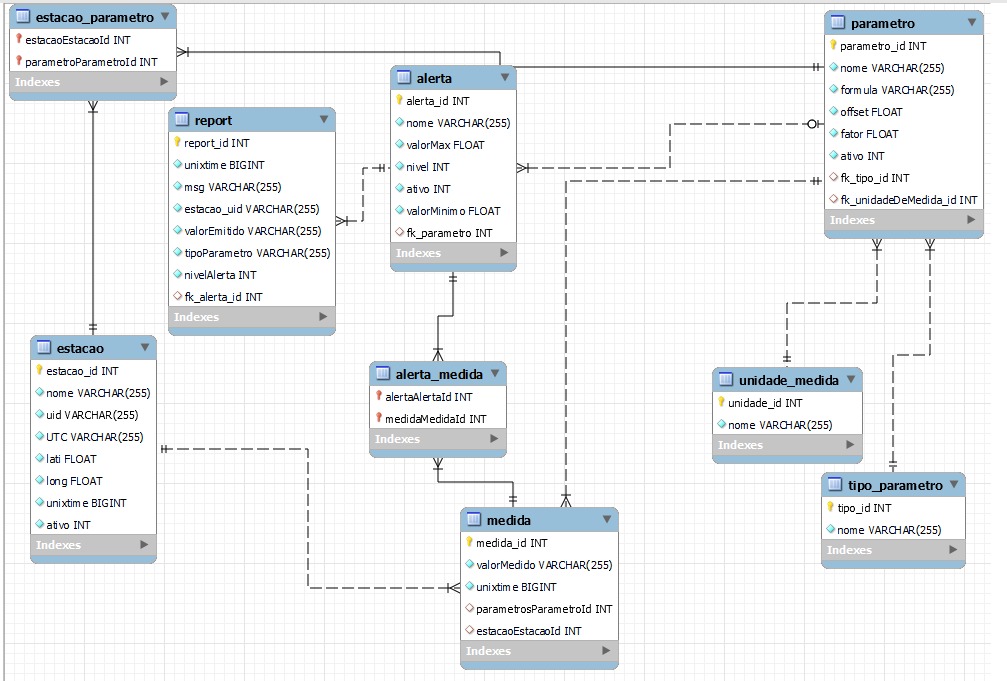 estacao_parametro
estacaoEstacaoId INT
parametroParametroId INT
Indexes
parametro
parametro_id INT
nome VARCHAR(255)
formula VARCHAR(255)
offset FLOAT
fator FLOAT
ativo INT
fk_tipo_id INT
fk_unidadeDeMedida_id INT
Indexes
alerta
alerta_id INT
nome VARCHAR(255)
valorMax FLOAT
nivel INT
ativo INT
valorMinimo FLOAT
fk_parametro INT
Indexes
report
report_id INT
unixtime BIGINT
msg VARCHAR(255)
estacao_uid VARCHAR(255)
valorEmitido VARCHAR(255)
tipoParametro VARCHAR(255)
nivelAlerta INT
fk_alerta_id INT
Indexes
estacao
estacao_id INT
nome VARCHAR(255)
uid VARCHAR(255)
UTC VARCHAR(255)
lati FLOAT
long FLOAT
unixtime BIGINT
ativo INT
Indexes
alerta_medida
alertaAlertaId INT
medidaMedidaId INT
Indexes
unidade_medida
unidade_id INT
nome VARCHAR(255)
Indexes
tipo_parametro
tipo_id INT
nome VARCHAR(255)
Indexes
medida
medida_id INT
valorMedido VARCHAR(255)
unixtime BIGINT
parametrosParametroId INT
estacaoEstacaoId INT
Indexes